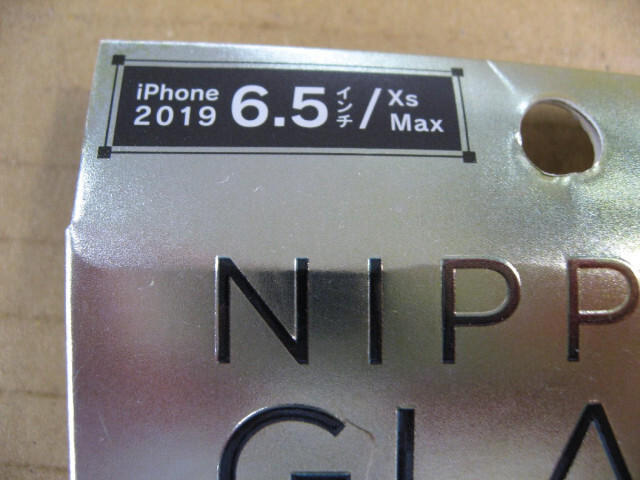 iPhone 2019 6.5インチ/Xs Max
NIPP
GLA